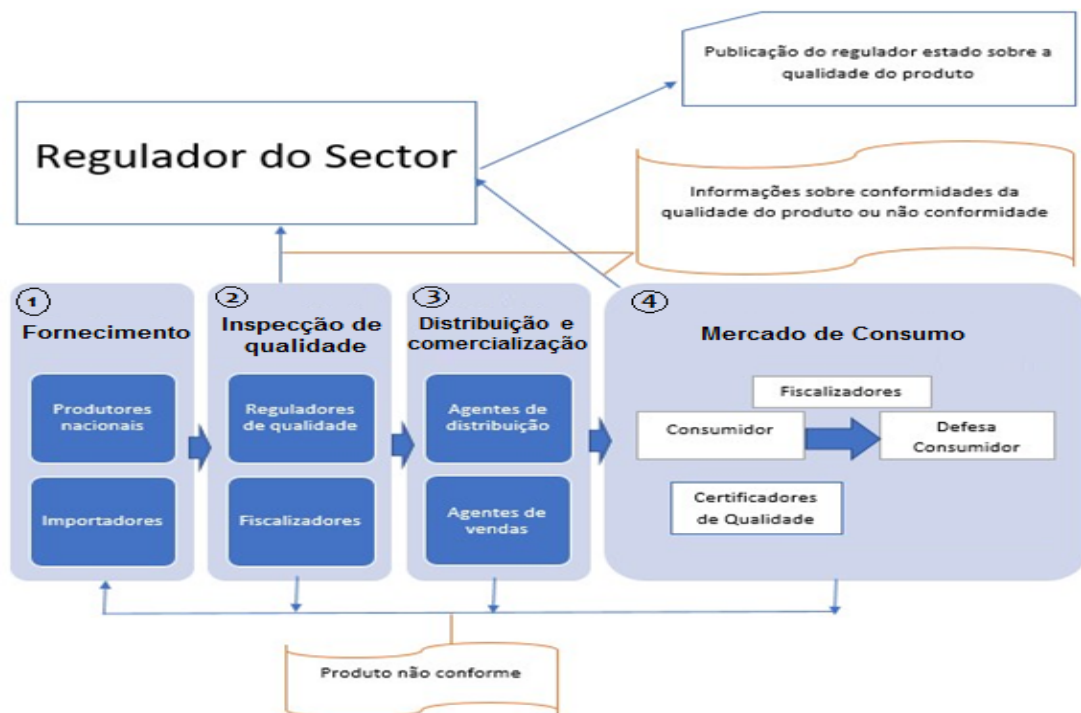 Publicação do regulador estado sobre a
qualidade do produto
Regulador do Sector
Informações sobre conformidades da
qualidade do produto ou não conformidade
1
Fornecimento
Produtores
nacionais
Importadores
2
Inspecção de
qualidade
Reguladores
de qualidade
Fiscalizadores
3
Distribuição e
comercialização
Agentes de
distribuição
Agentes de
vendas
4
Mercado de Consumo
Fiscalizadores
Consumidor
Defesa
Consumidor
Certificadores
de Qualidade
Produto não conforme